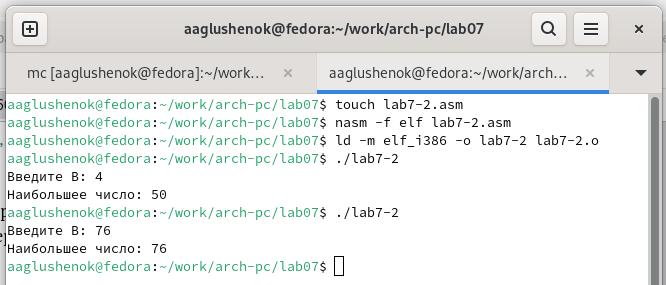 aaglushenok@fedora:~/work/arch-pc/lab07
mc [aaglushenok@fedora]:~/work...
aaglushenok@fedora:~/work/arch...
aaglushenok@fedora:~/work/arch-pc/lab07$ touch lab7-2.asm
aaglushenok@fedora:~/work/arch-pc/lab07$ nasm -f elf lab7-2.asm
aaglushenok@fedora:~/work/arch-pc/lab07$ ld -m elf_i386 -o lab7-2 lab7-2.o
aaglushenok@fedora:~/work/arch-pc/lab07$ ./lab7-2
Введите B: 4
Наибольшее число: 50
aaglushenok@fedora:~/work/arch-pc/lab07$ ./lab7-2
Введите B: 76
Наибольшее число: 76
aaglushenok@fedora:~/work/arch-pc/lab07$